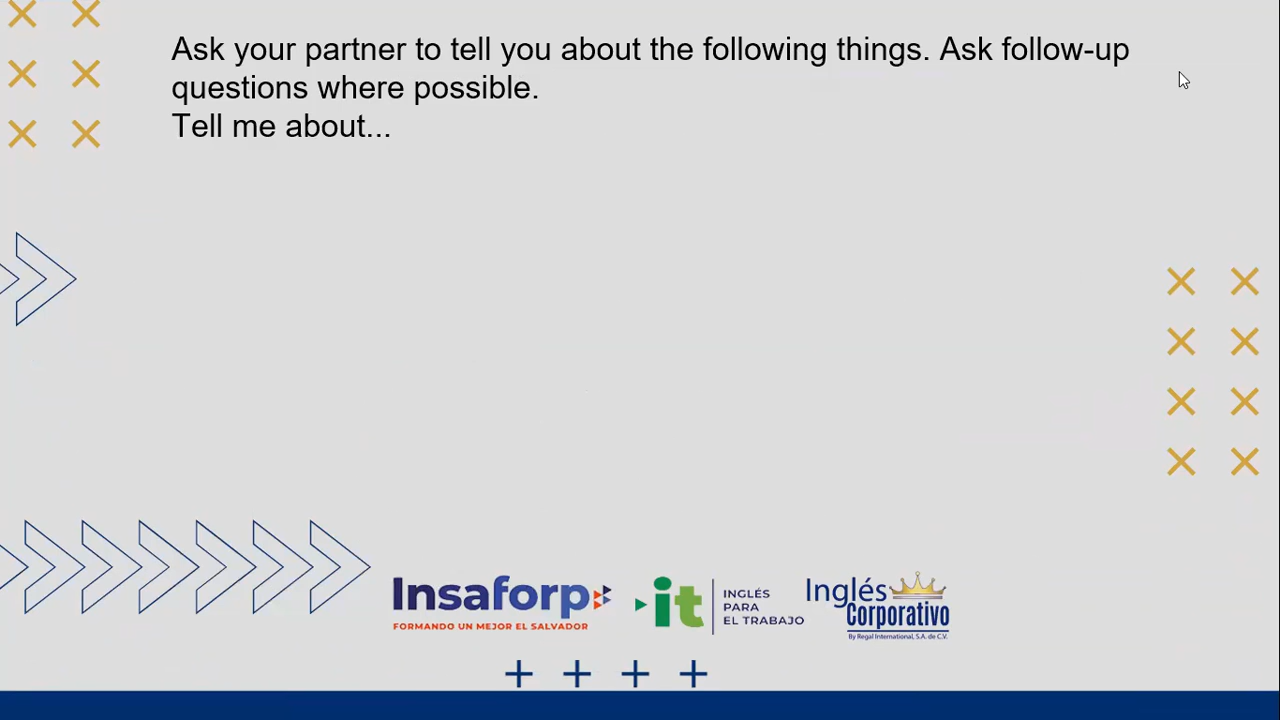 Ask your partner to tell you about the following things. Ask follow-up
questions where possible.
Tell me about...
Insaforp
FORMANDO UN MEJOR EL SALVADOR
it
INGLÉS
PARA
EL TRABAJO
Inglés
Corporativo
By Regal International, S.A. de C.V.